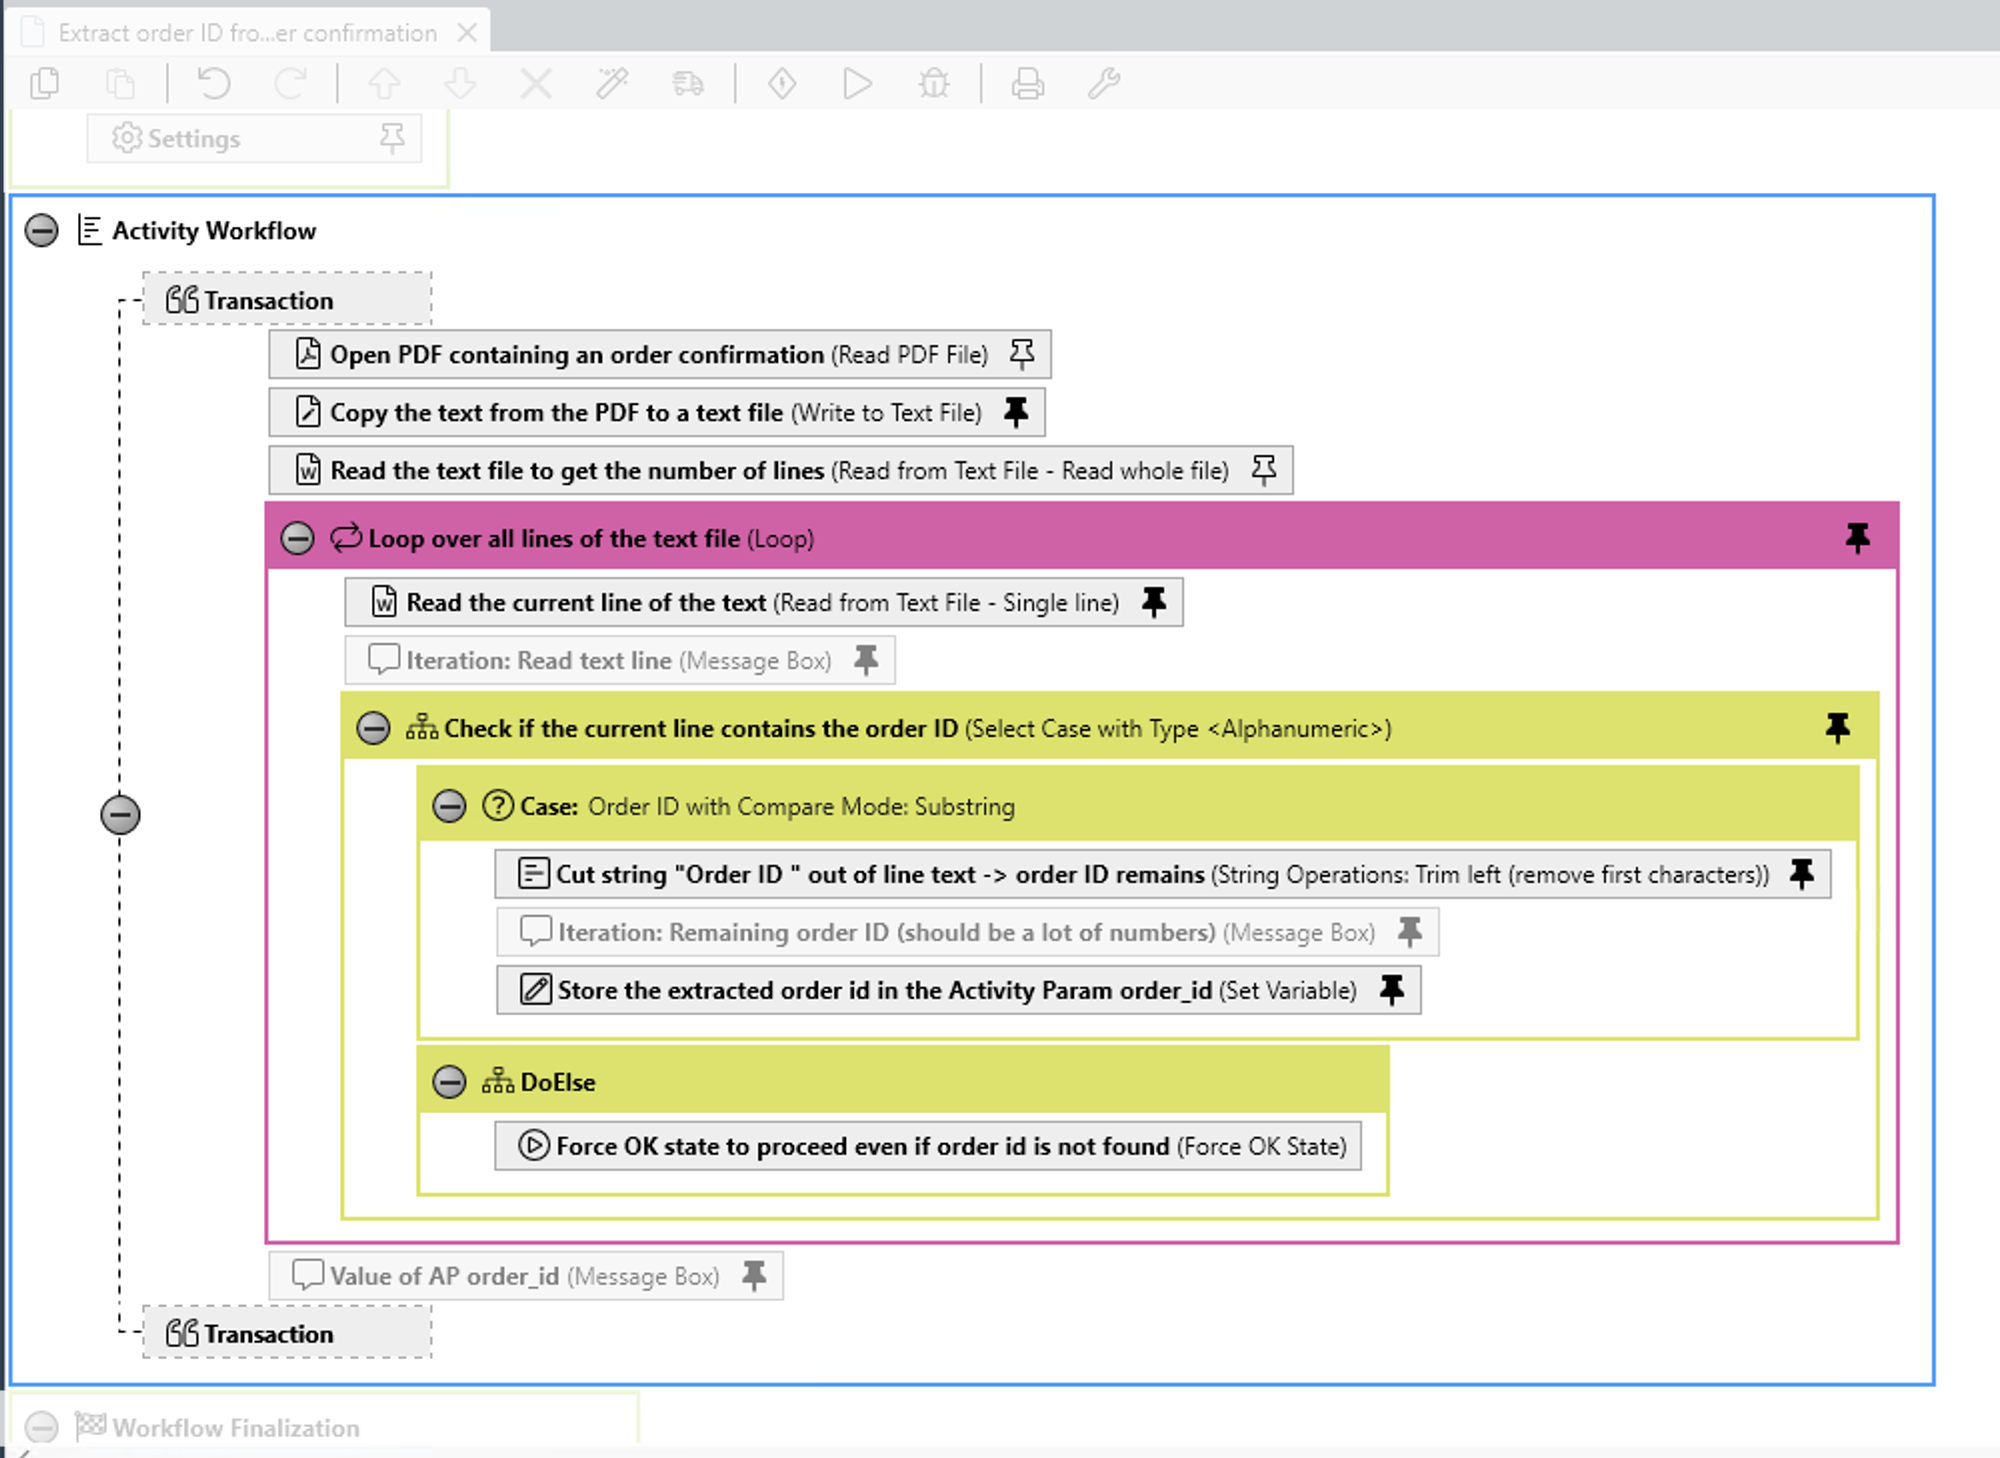 Extract order ID fro...er confirmation
Settings
Activity Workflow
Transaction
Open PDF containing an order confirmation (Read PDF File)
Copy the text from the PDF to a text file (Write to Text File)
Read the text file to get the number of lines (Read from Text File - Read whole file)
Loop over all lines of the text file (Loop)
Read the current line of the text (Read from Text File - Single line)
Iteration: Read text line (Message Box)
Check if the current line contains the order ID (Select Case with Type <Alphanumeric>)
Case: Order ID with Compare Mode: Substring
Cut string "Order ID " out of line text -> order ID remains (String Operations: Trim left (remove first characters))
Iteration: Remaining order ID (should be a lot of numbers) (Message Box)
Store the extracted order id in the Activity Param order_id (Set Variable)
DoElse
Force OK state to proceed even if order id is not found (Force OK State)
Value of AP order_id (Message Box)
Transaction
Workflow Finalization